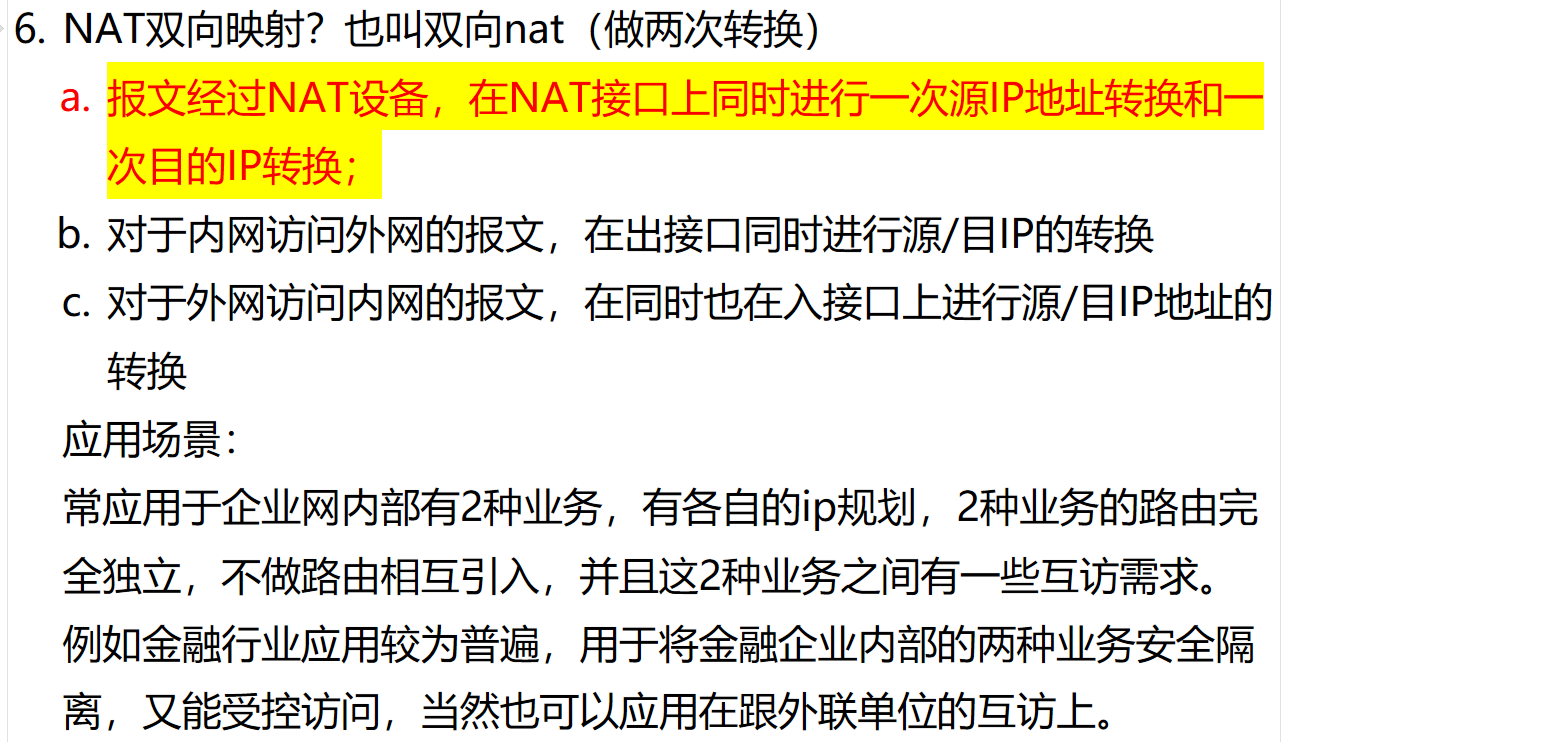 6. NAT双向映射？也叫双向nat（做两次转换）
a. 报文经过NAT设备，在NAT接口上同时进行一次源IP地址转换和一
次目的IP转换；
b. 对于内网访问外网的报文，在出接口同时进行源/目IP的转换
c. 对于外网访问内网的报文，在同时也在入接口上进行源/目IP地址的
转换
应用场景：
常应用于企业网内部有2种业务，有各自的ip规划，2种业务的路由完
全独立，不做路由相互引入，并且这2种业务之间有一些互访需求。
例如金融行业应用较为普遍，用于将金融企业内部的两种业务安全隔
离，又能受控访问，当然也可以应用在跟外联单位的互访上。